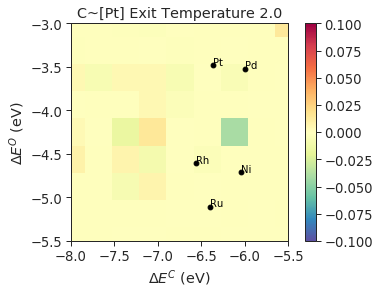 C~[Pt] Exit Temperature 2.0
−3.0
−3.5
−4.0
−4.5
−5.0
−5.5
ΔE^O (eV)
Pt
Pd
Rh
Ni
Ru
−8.0 −7.5 −7.0 −6.5 −6.0 −5.5
ΔE^C (eV)
0.100
0.075
0.050
0.025
0.000
−0.025
−0.050
−0.075
−0.100